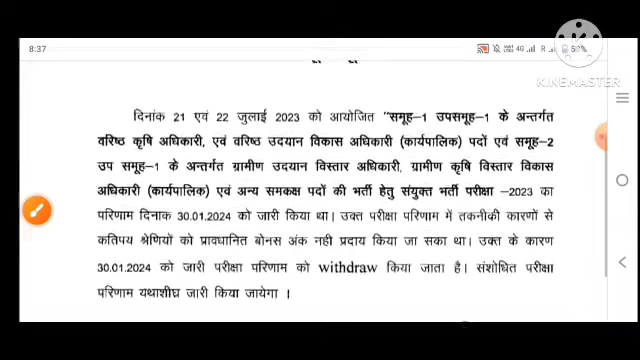 8:37
4G R 52%
KINEMASTER
दिनांक 21 एवं 22 जुलाई 2023 को आयोजित "समूह-1 उपसमूह-1 के अन्तर्गत
वरिष्ठ कृषि अधिकारी, एवं वरिष्ठ उद्यान विकास अधिकारी (कार्यपालिक) पदों एवं समूह-2
उप समूह-1 के अन्तर्गत ग्रामीण उदयान विस्तार अधिकारी, ग्रामीण कृषि विस्तार विकास
अधिकारी (कार्यपालिक) एवं अन्य समकक्ष पदों की भर्ती हेतु संयुक्त भर्ती परीक्षा -2023 का
परिणाम दिनाक 30.01.2024 को जारी किया था। उक्त परीक्षा परिणाम में तकनीकी कारणों से
कतिपय श्रेणियों को प्रावधानित बोनस अंक नही प्रदाय किया जा सका था। उक्त के कारण
30.01.2024 को जारी परीक्षा परिणाम को withdraw किया जाता है। संशोधित परीक्षा
परिणाम यथाशीघ्र जारी किया जायेगा ।